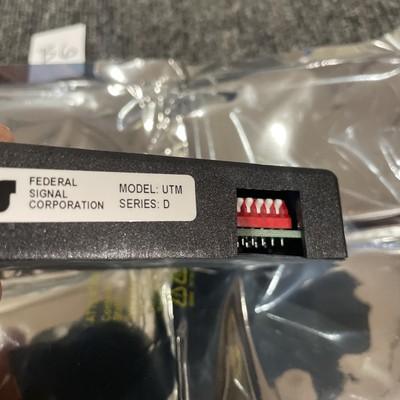 FEDERAL
SIGNAL
CORPORATION
MODEL: UTM
SERIES: D